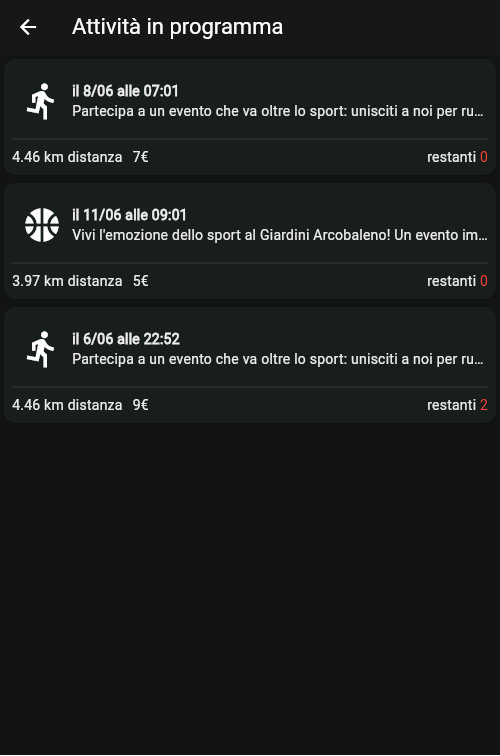 Attività in programma
il 8/06 alle 07:01
Partecipa a un evento che va oltre lo sport: unisciti a noi per ru...
4.46 km distanza 7€ restanti 0
il 11/06 alle 09:01
Vivi l'emozione dello sport al Giardini Arcobaleno! Un evento im...
3.97 km distanza 5€ restanti 0
il 6/06 alle 22:52
Partecipa a un evento che va oltre lo sport: unisciti a noi per ru...
4.46 km distanza 9€ restanti 2